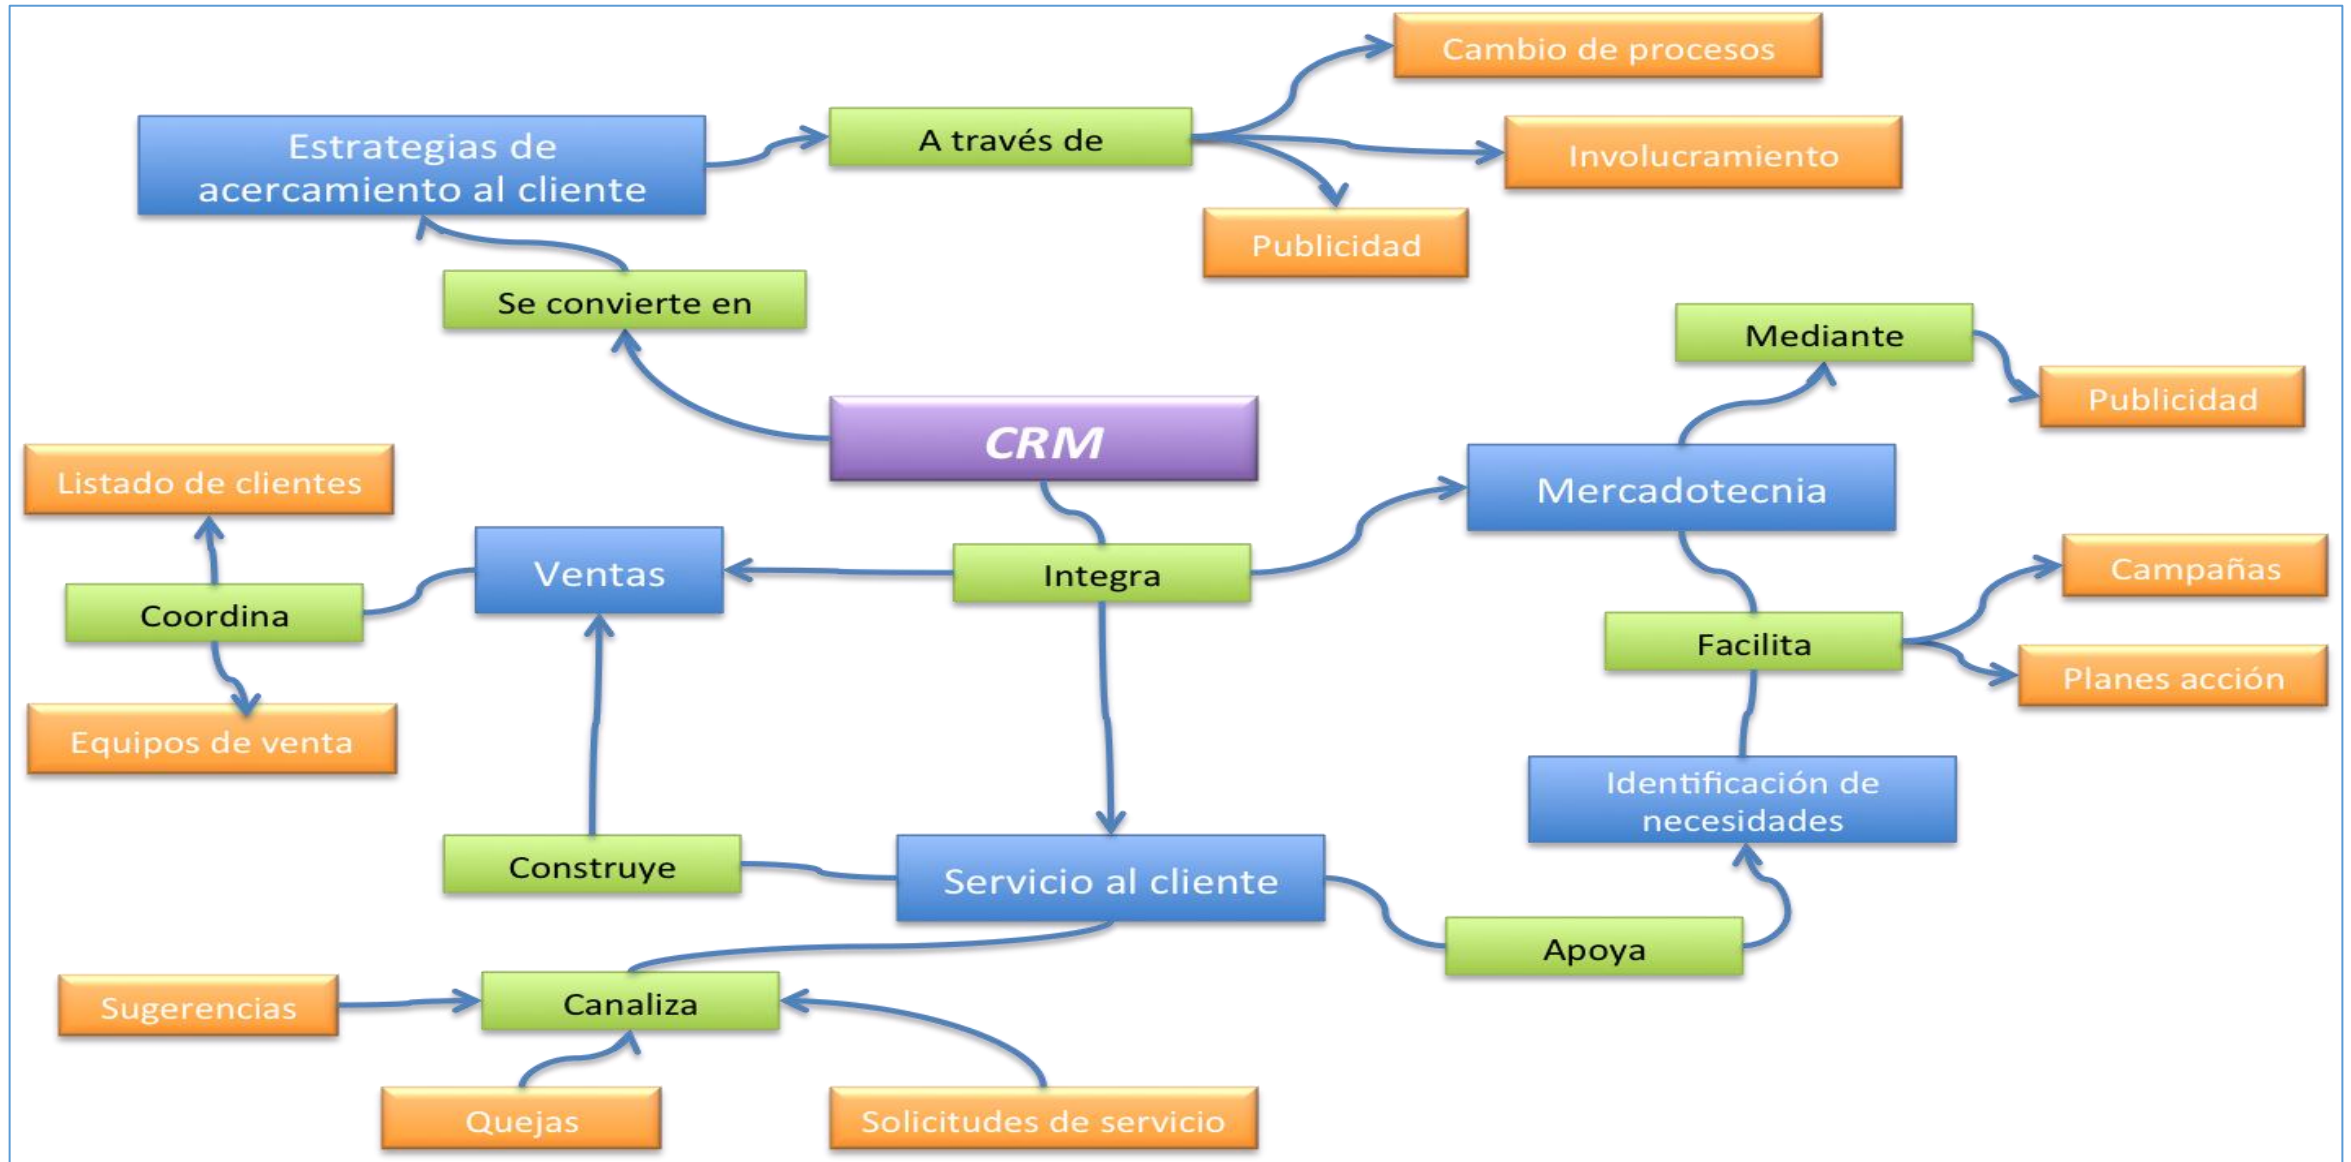 Cambio de procesos
Estrategias de
acercamiento al cliente
A través de
Involucramiento
Publicidad
Se convierte en
Mediante
Publicidad
CRM
Listado de clientes
Mercadotecnia
Ventas
Integra
Campañas
Coordina
Facilita
Planes acción
Equipos de venta
Identificación de
necesidades
Construye
Servicio al cliente
Apoya
Sugerencias
Canaliza
Quejas
Solicitudes de servicio